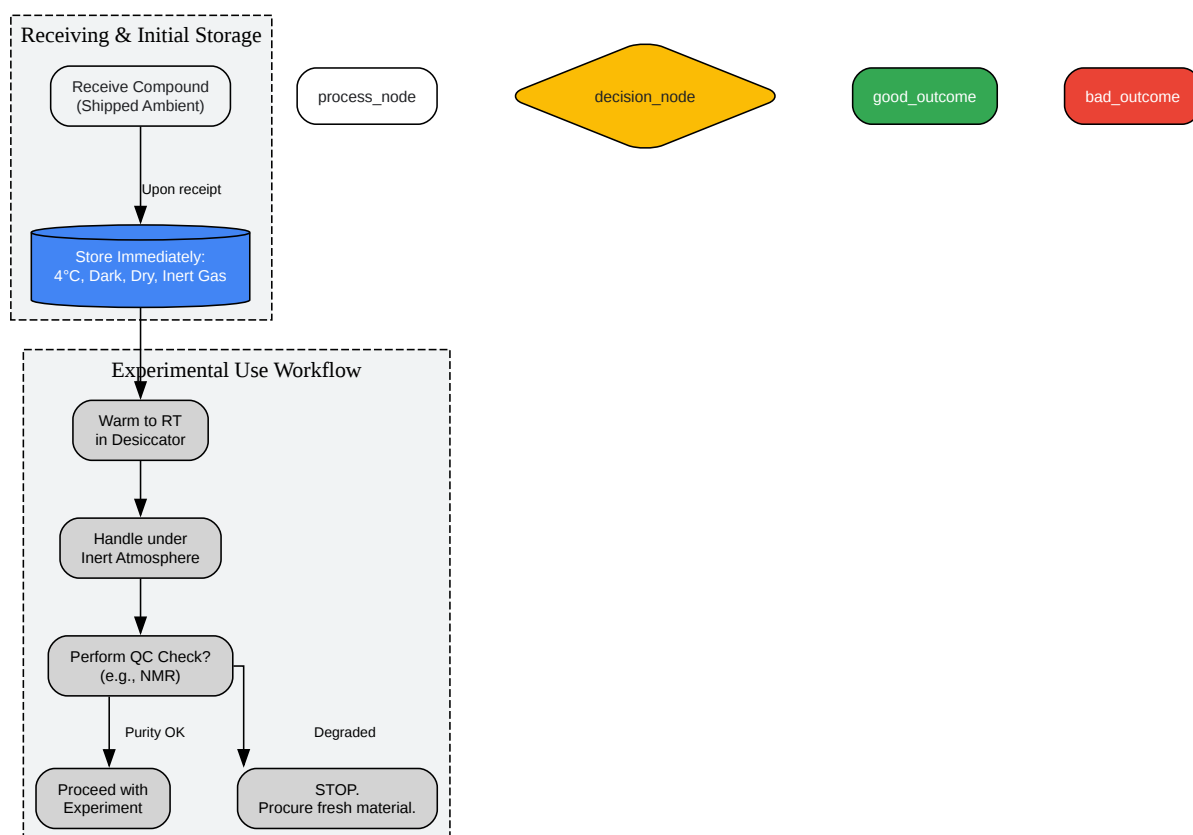 Receiving & Initial Storage
Receive Compound
(Shipped Ambient)
process_node
decision_node
good_outcome
bad_outcome
Upon receipt
Store Immediately:
4°C, Dark, Dry, Inert Gas
Experimental Use Workflow
Warm to RT
in Desiccator
Handle under
Inert Atmosphere
Perform QC Check?
(e.g., NMR)
Purity OK
Degraded
Proceed with
Experiment
STOP.
Procure fresh material.